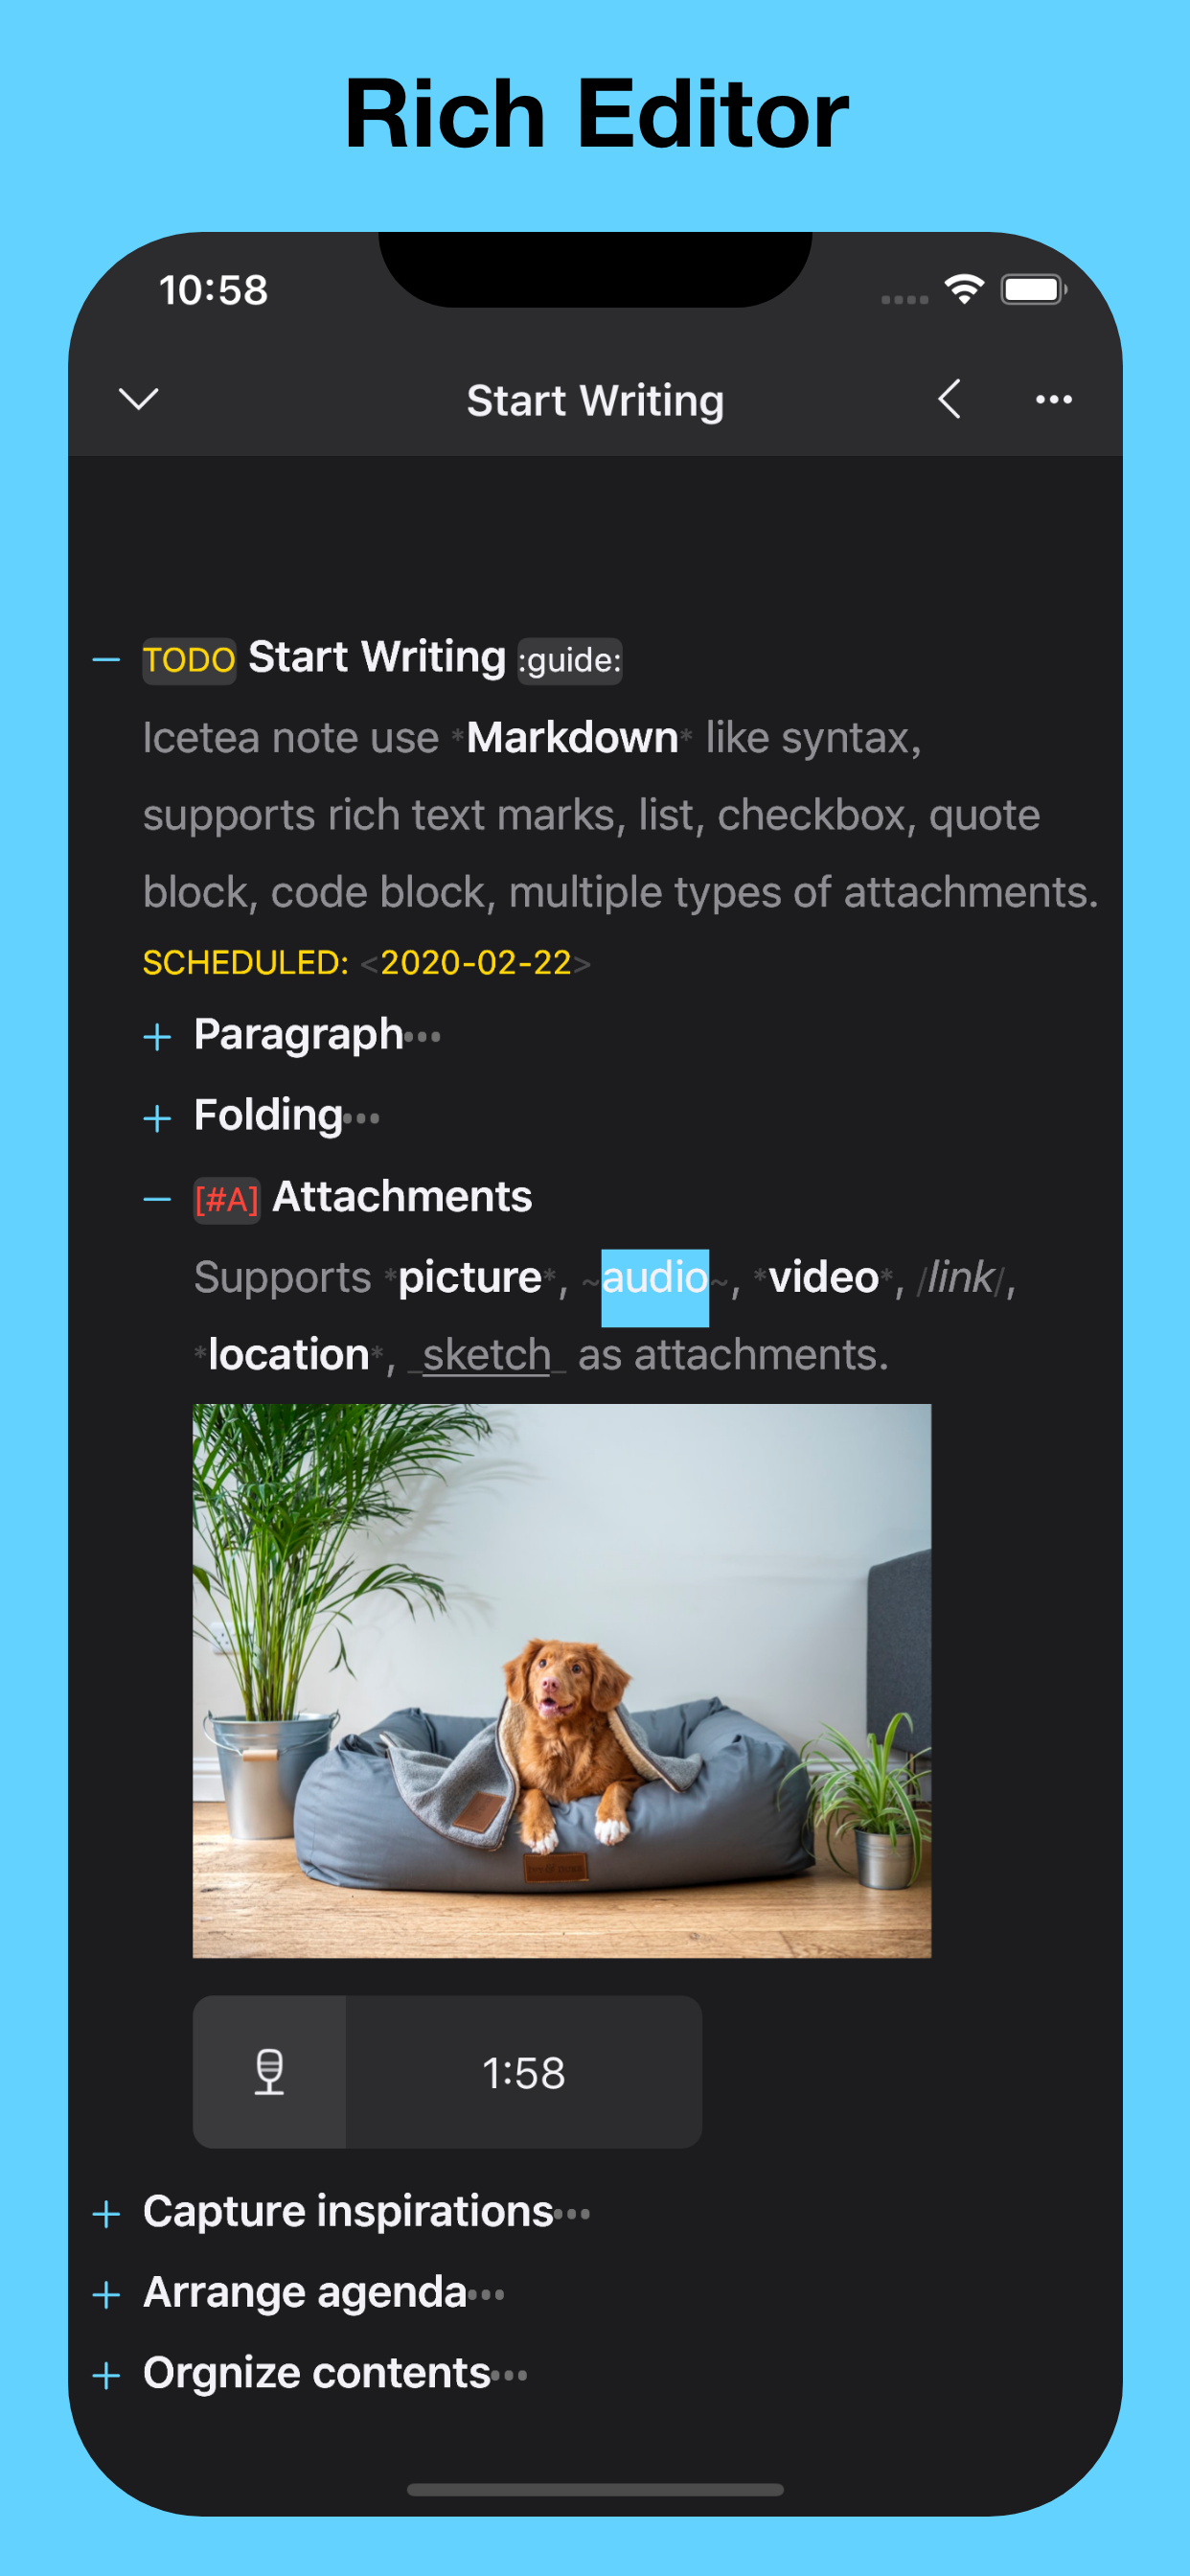 Rich Editor
10:58
Start Writing
TODO Start Writing :guide:
Icetea note use *Markdown* like syntax,
supports rich text marks, list, checkbox, quote
block, code block, multiple types of attachments.
SCHEDULED: <2020-02-22>
Paragraph...
Folding...
[#A] Attachments
Supports *picture*, ~audio~, *video*, /link/,
*location*, _sketch_ as attachments.
1:58
Capture inspirations...
Arrange agenda...
Orgnize contents...